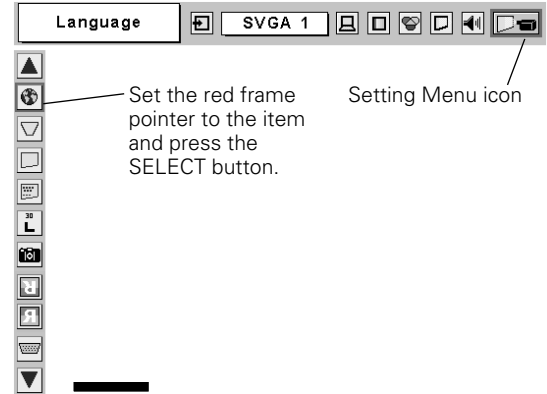 Language
SVGA 1
Set the red frame
pointer to the item
and press the
SELECT button.
Setting Menu icon
30
L
R
R